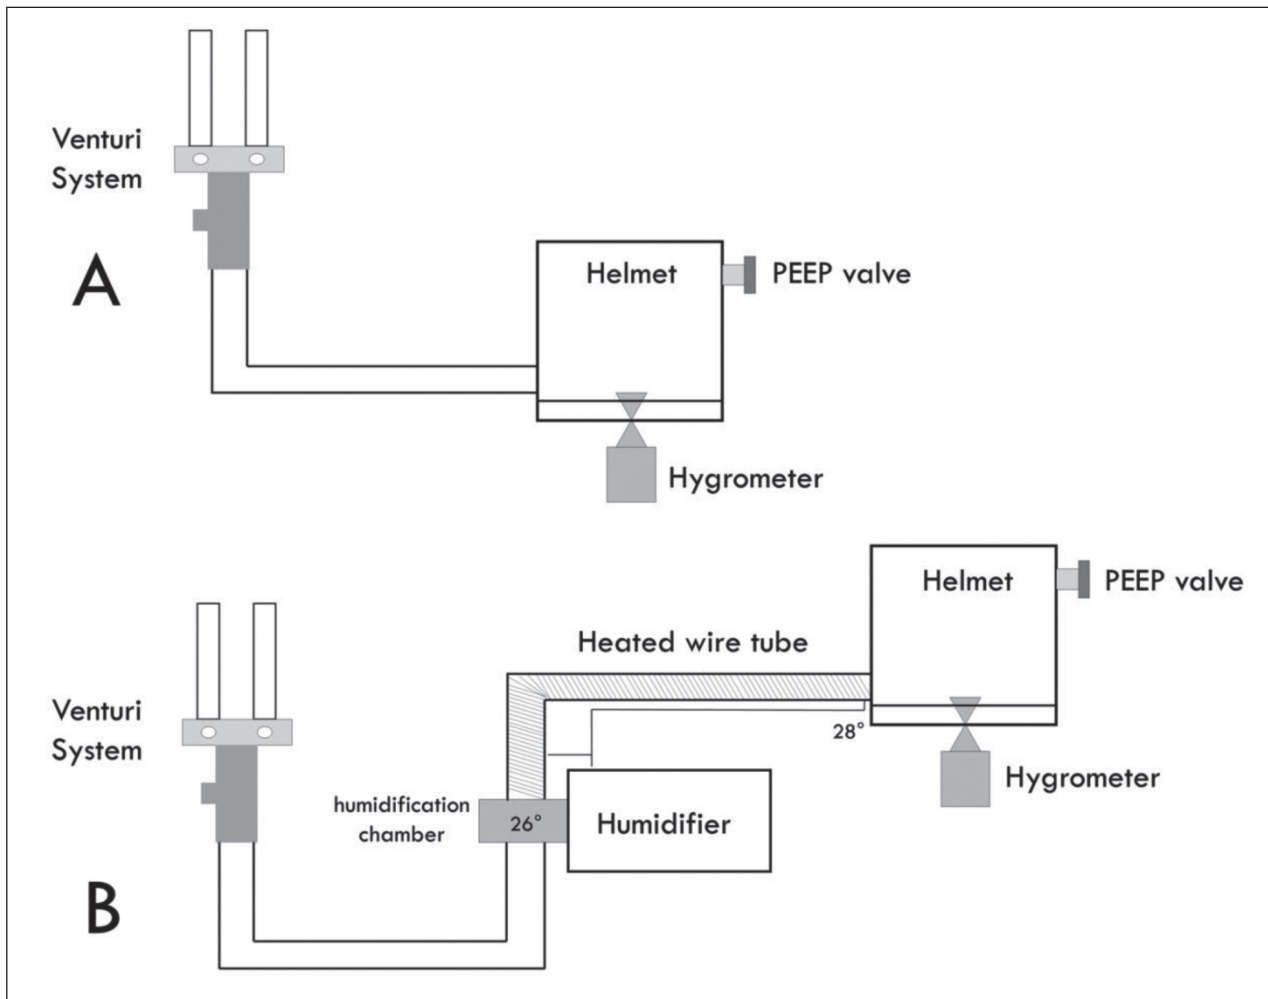 Venturi
System
A
Helmet
PEEP valve
Hygrometer
Helmet
PEEP valve
Heated wire tube
Venturi
System
28°
Hygrometer
humidification
chamber
26°
Humidifier
B